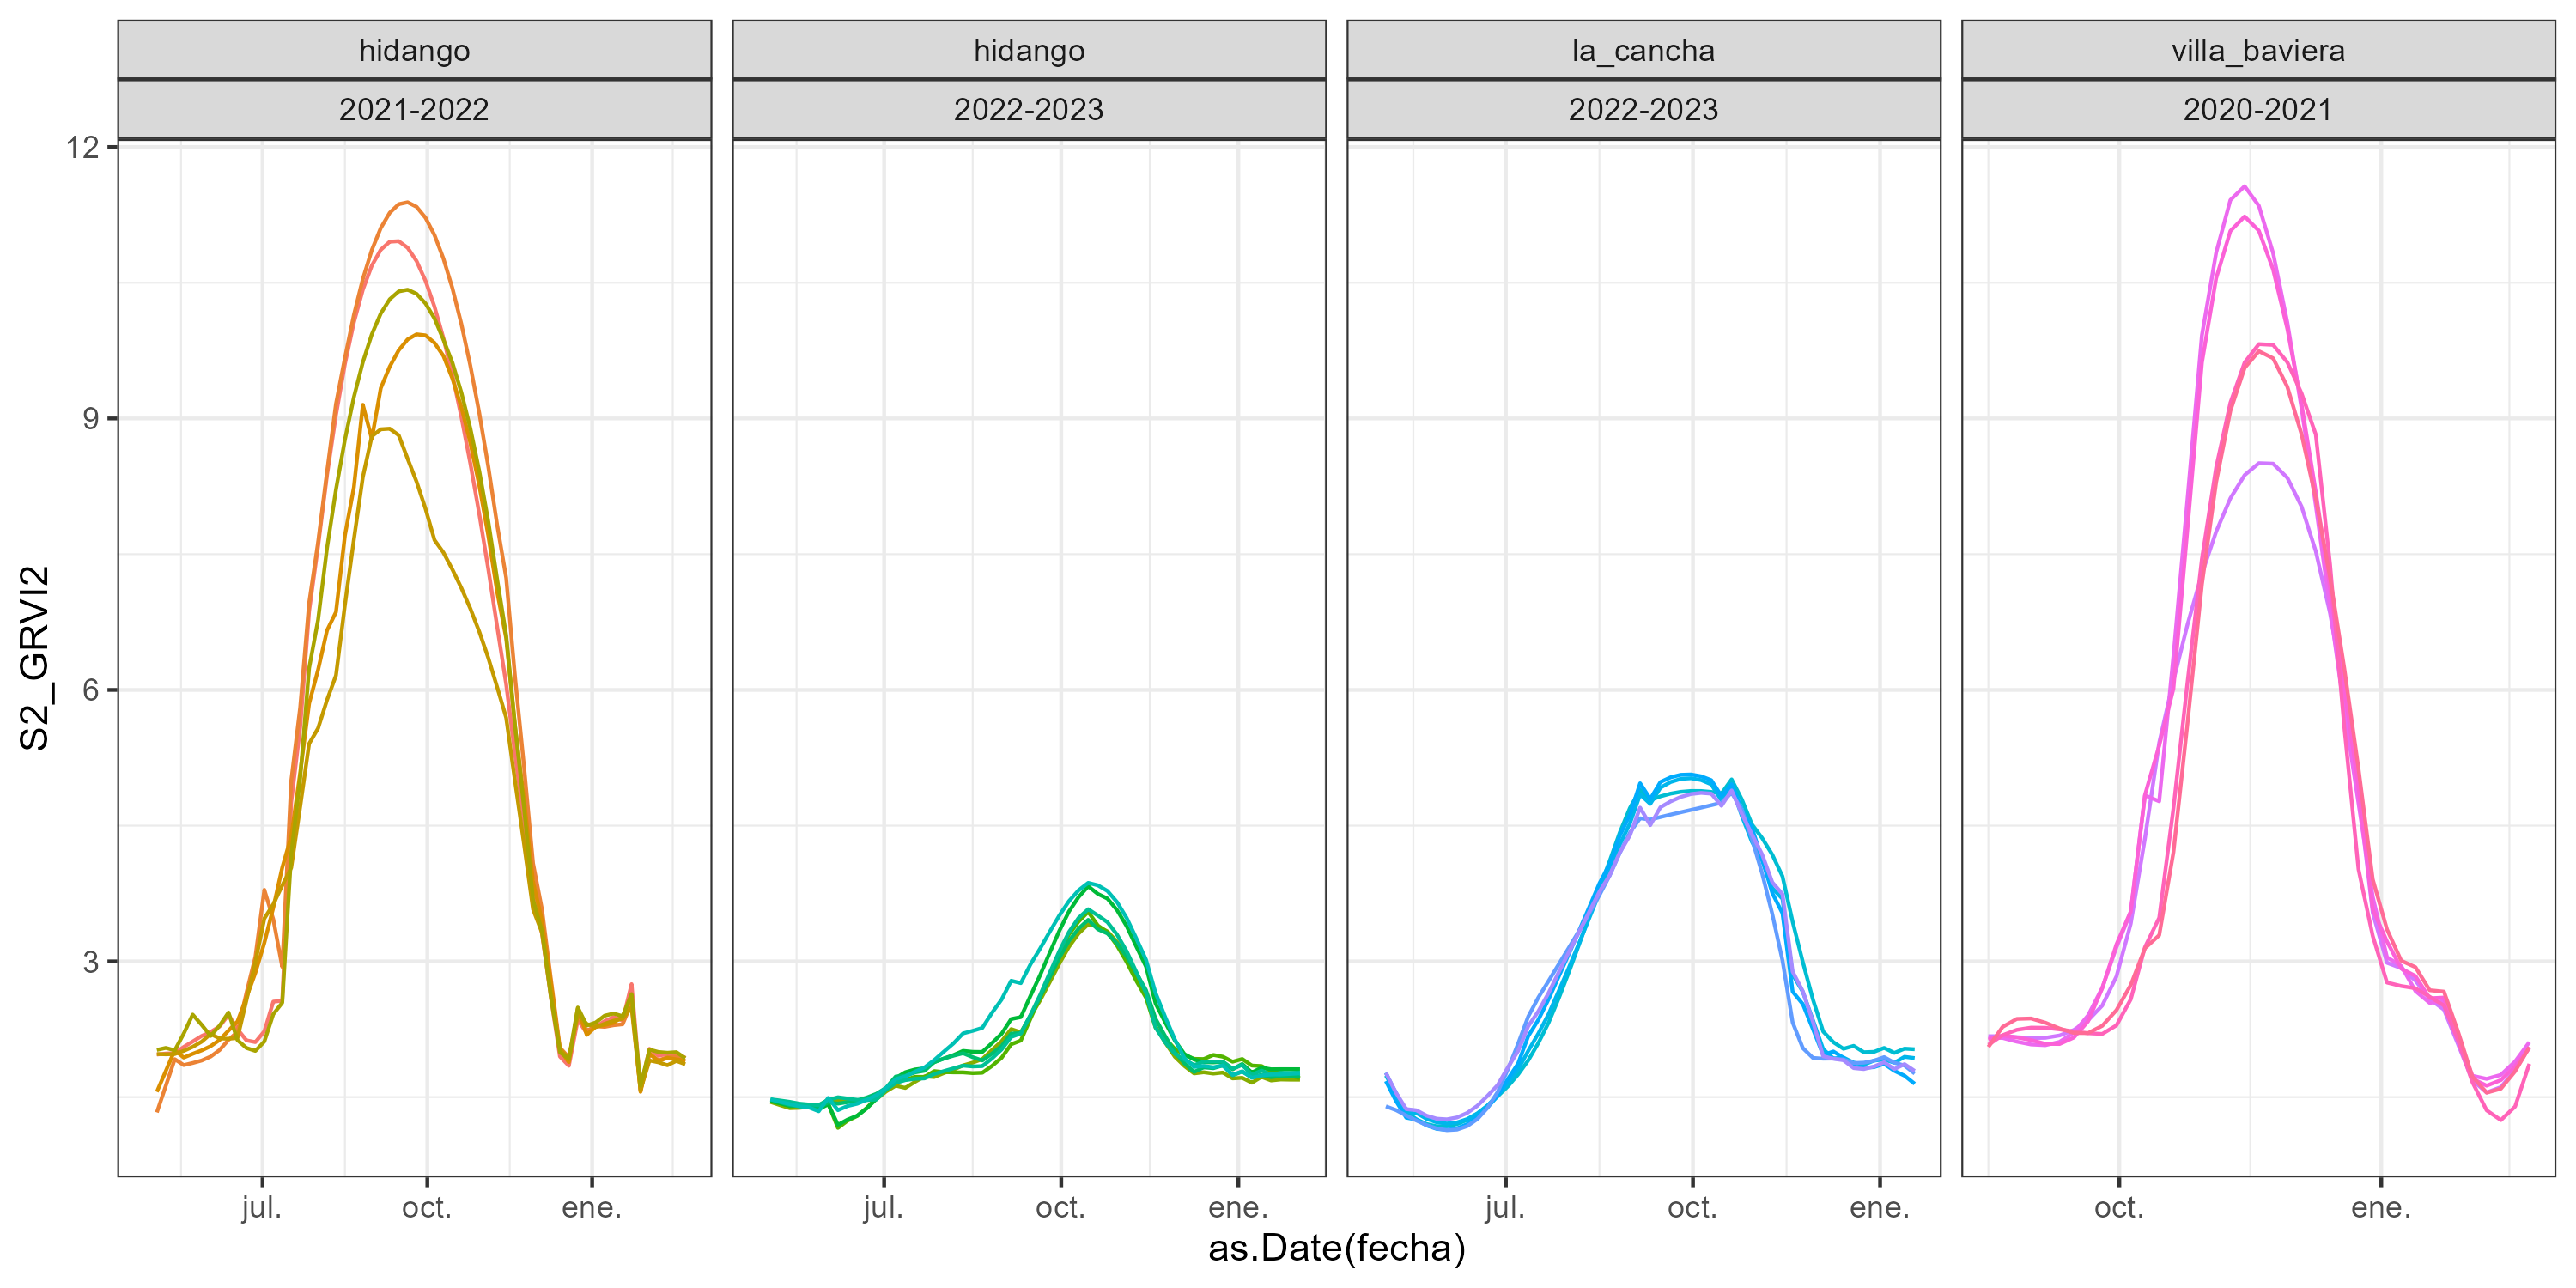 hidango
hidango
la_cancha
villa_baviera
2021-2022
2022-2023
2022-2023
2020-2021
12
9
6
3
S2_GRVI2
jul.
oct.
ene.
jul.
oct.
ene.
jul.
oct.
ene.
oct.
ene.
as.Date(fecha)